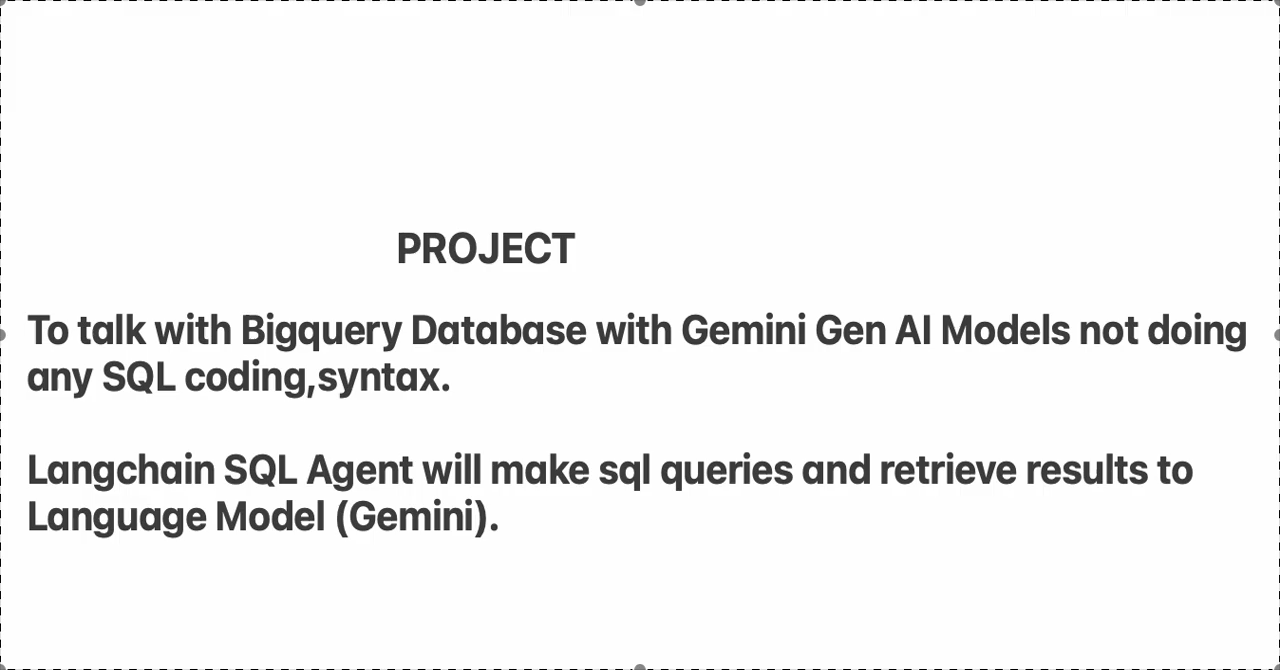 PROJECT
To talk with Bigquery Database with Gemini Gen AI Models not doing
any SQL coding,syntax.
Langchain SQL Agent will make sql queries and retrieve results to
Language Model (Gemini).